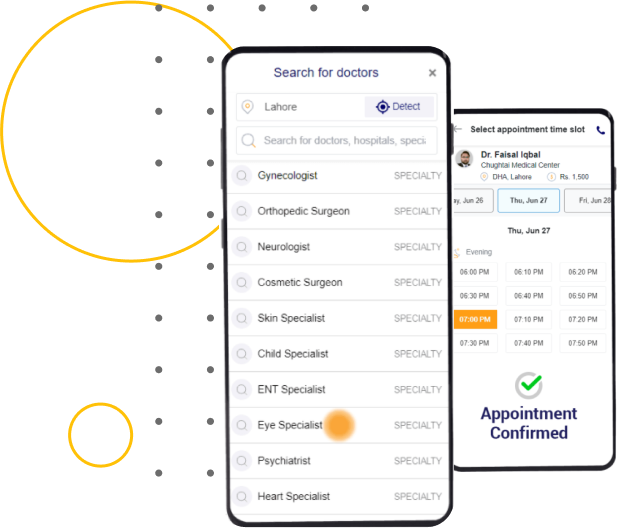 Search for doctors
Lahore
Detect
Search for doctors, hospitals, speci
Gynecologist SPECIALTY
Orthopedic Surgeon SPECIALTY
Neurologist SPECIALTY
Cosmetic Surgeon SPECIALTY
Skin Specialist SPECIALTY
Child Specialist SPECIALTY
ENT Specialist SPECIALTY
Eye Specialist SPECIALTY
Psychiatrist SPECIALTY
Heart Specialist SPECIALTY
Select appointment time slot
Dr. Faisal Iqbal
Chughtai Medical Center
DHA, Lahore Rs. 1,500
Jun 26 Thu, Jun 27 Fri, Jun 28
Thu, Jun 27
Evening
06:00 PM 06:10 PM 06:20 PM
06:30 PM 06:40 PM 06:50 PM
07:00 PM 07:10 PM 07:20 PM
07:30 PM 07:40 PM 07:50 PM
Appointment
Confirmed